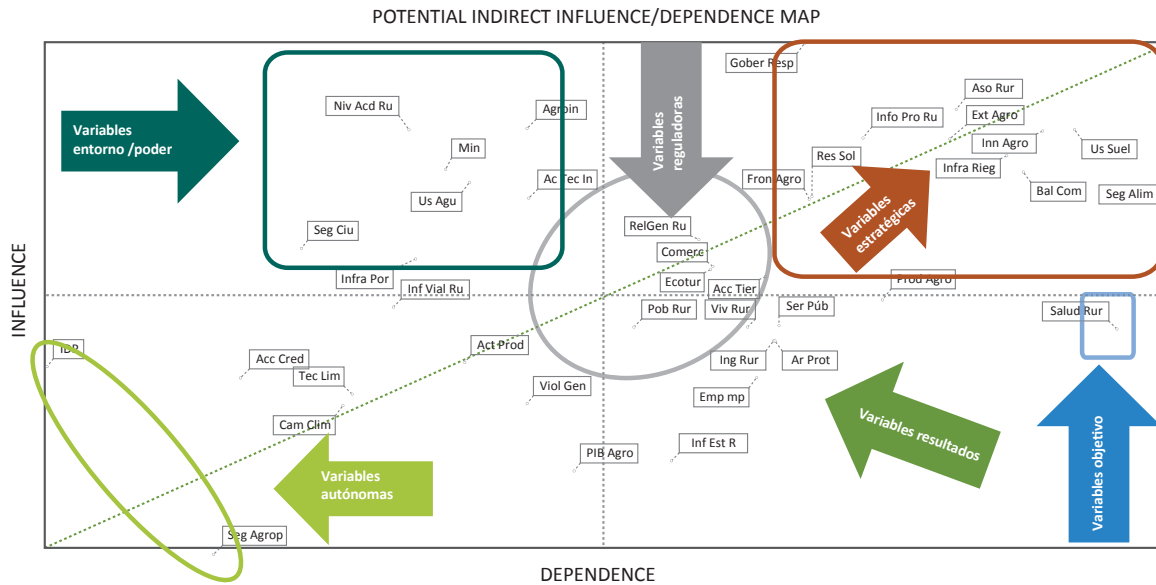 POTENTIAL INDIRECT INFLUENCE/DEPENDENCE MAP
Gober Resp
Aso Rur
Niv Acd Ru
Agroin
Info Pro Ru
Ext Agro
Variables
entorno /poder
Variables
reguladoras
Inn Agro
Us Suel
Min
Res Sol
Infra Rieg
Ac Tec In
Fron Agro
Bal Com
Seg Alim
Us Agu
Variables
estratégicas
RelGen Ru
Seg Ciu
Comerc
Infra Por
Ecotur
Prod Agro
Inf Vial Ru
Acc Tier
INFLUENCE
Pob Rur
Viv Rur
Ser Púb
Salud Rur
IDR
Act Prod
Acc Cred
Ing Rur
Ar Prot
Tec Lim
Viol Gen
Emp mp
Cam Clim
Variables resultados
Inf Est R
PIB Agro
Variables
autónomas
Variables objetivo
Seg Agrop
DEPENDENCE